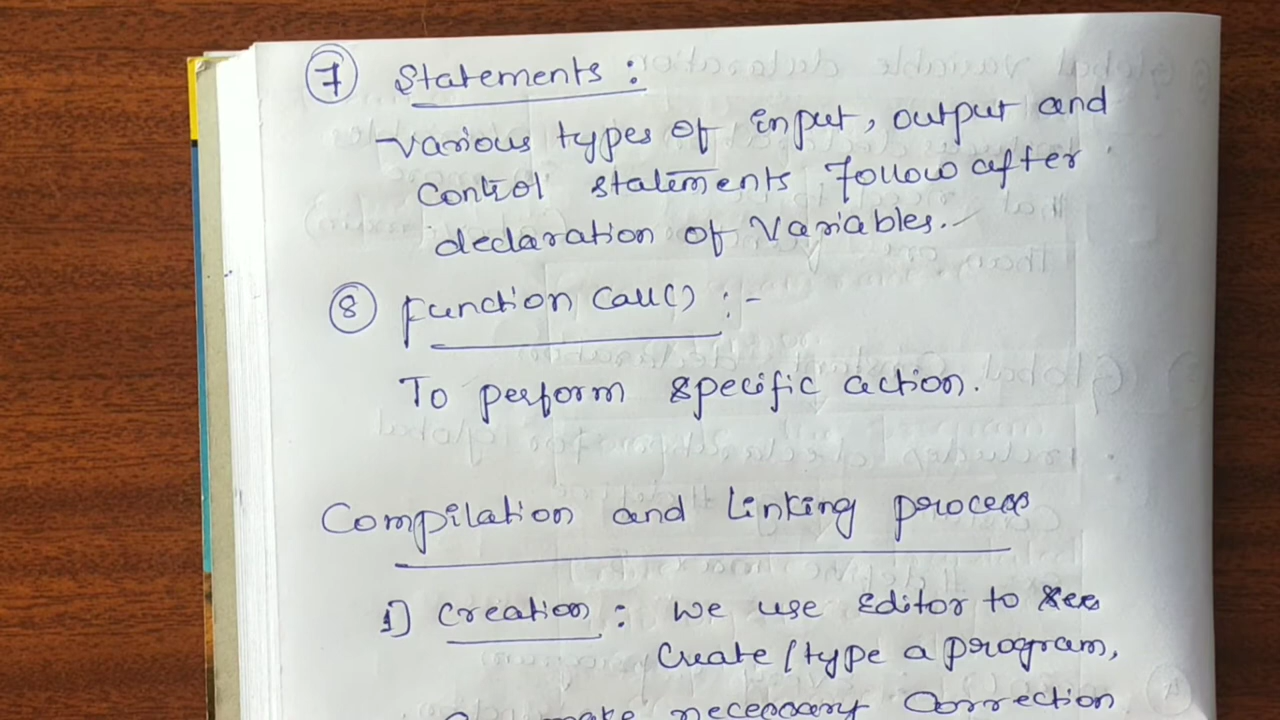 7 Statements :
Various types of input, output and
control statements follow after
declaration of Variables.
8 function call() : -
To perform specific action.
Compilation and linking process
1) Creation : we use Editor to
Create / type a program,
make necessary Correction